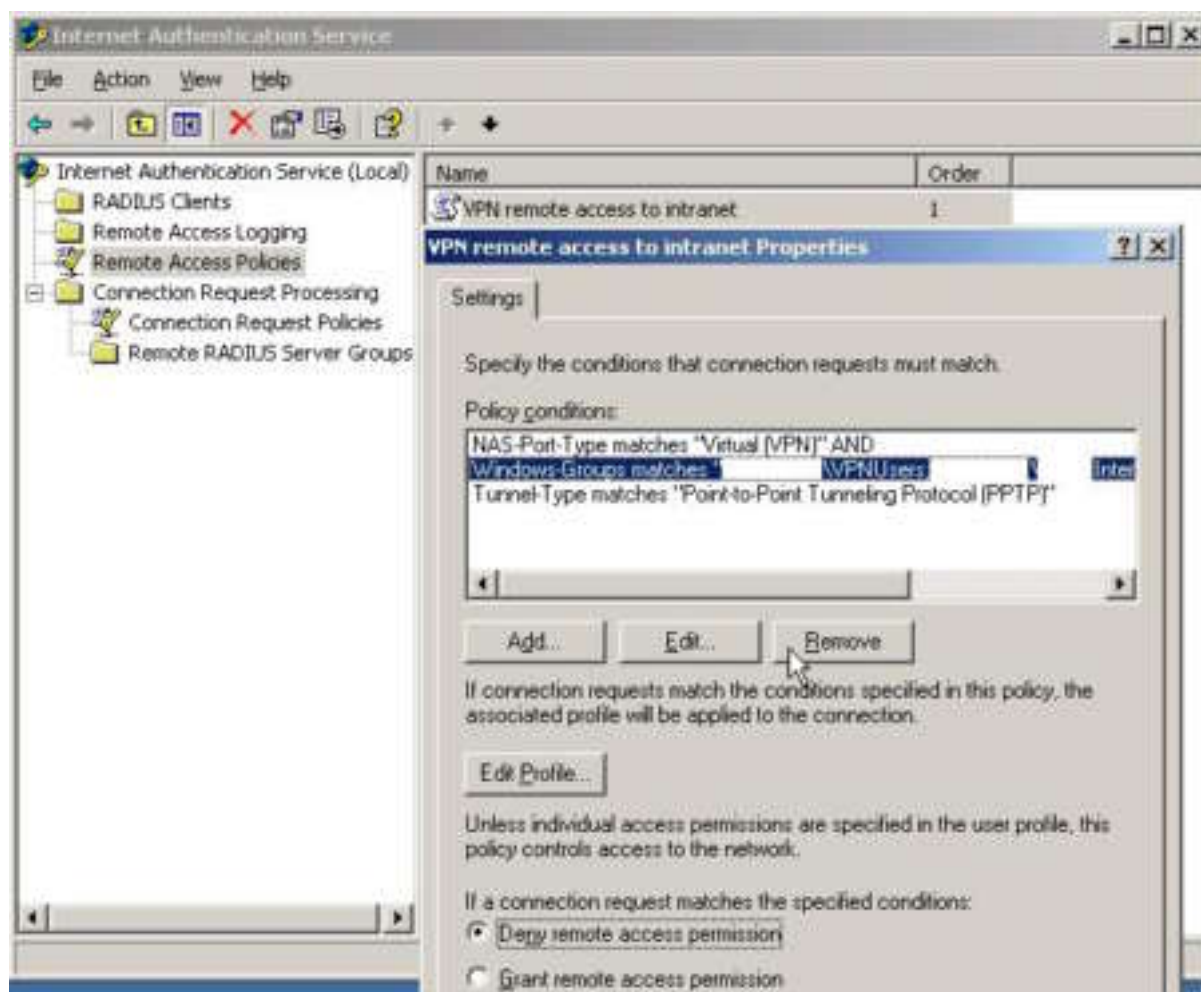 Internet Authentication Service
File Action View Help
Internet Authentication Service (Local)
RADIUS Clients
Remote Access Logging
Remote Access Policies
Connection Request Processing
Connection Request Policies
Remote RADIUS Server Groups
Name Order
VPN remote access to intranet 1
VPN remote access to intranet Properties
Settings
Specify the conditions that connection requests must match.
Policy conditions:
NAS-Port-Type matches "Virtual (VPN)" AND
Windows-Groups matches " \VPNUsers \ Inter
Tunnel-Type matches "Point-to-Point Tunneling Protocol (PPTP)"
Add... Edit... Remove
If connection requests match the conditions specified in this policy, the
associated profile will be applied to the connection.
Edit Profile...
Unless individual access permissions are specified in the user profile, this
policy controls access to the network.
If a connection request matches the specified conditions:
Deny remote access permission
Grant remote access permission